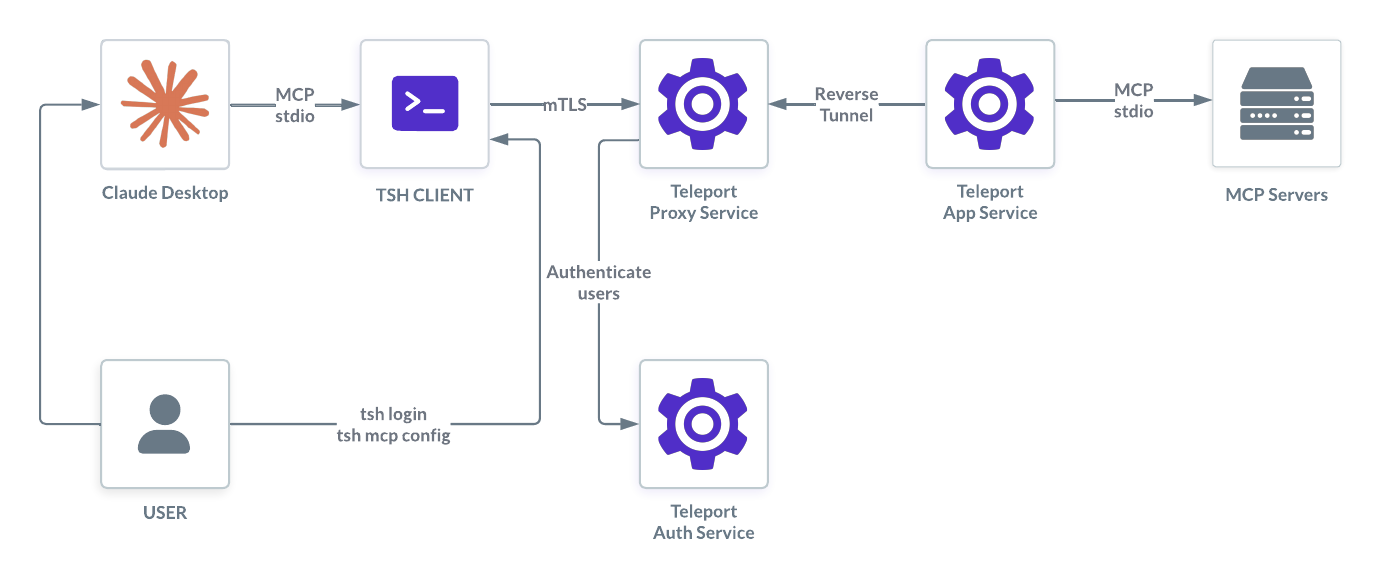 MCP
stdio
mTLS
Reverse
Tunnel
MCP
stdio
Claude Desktop
TSH CLIENT
Teleport
Proxy Service
Teleport
App Service
MCP Servers
Authenticate
users
tsh login
tsh mcp config
USER
Teleport
Auth Service